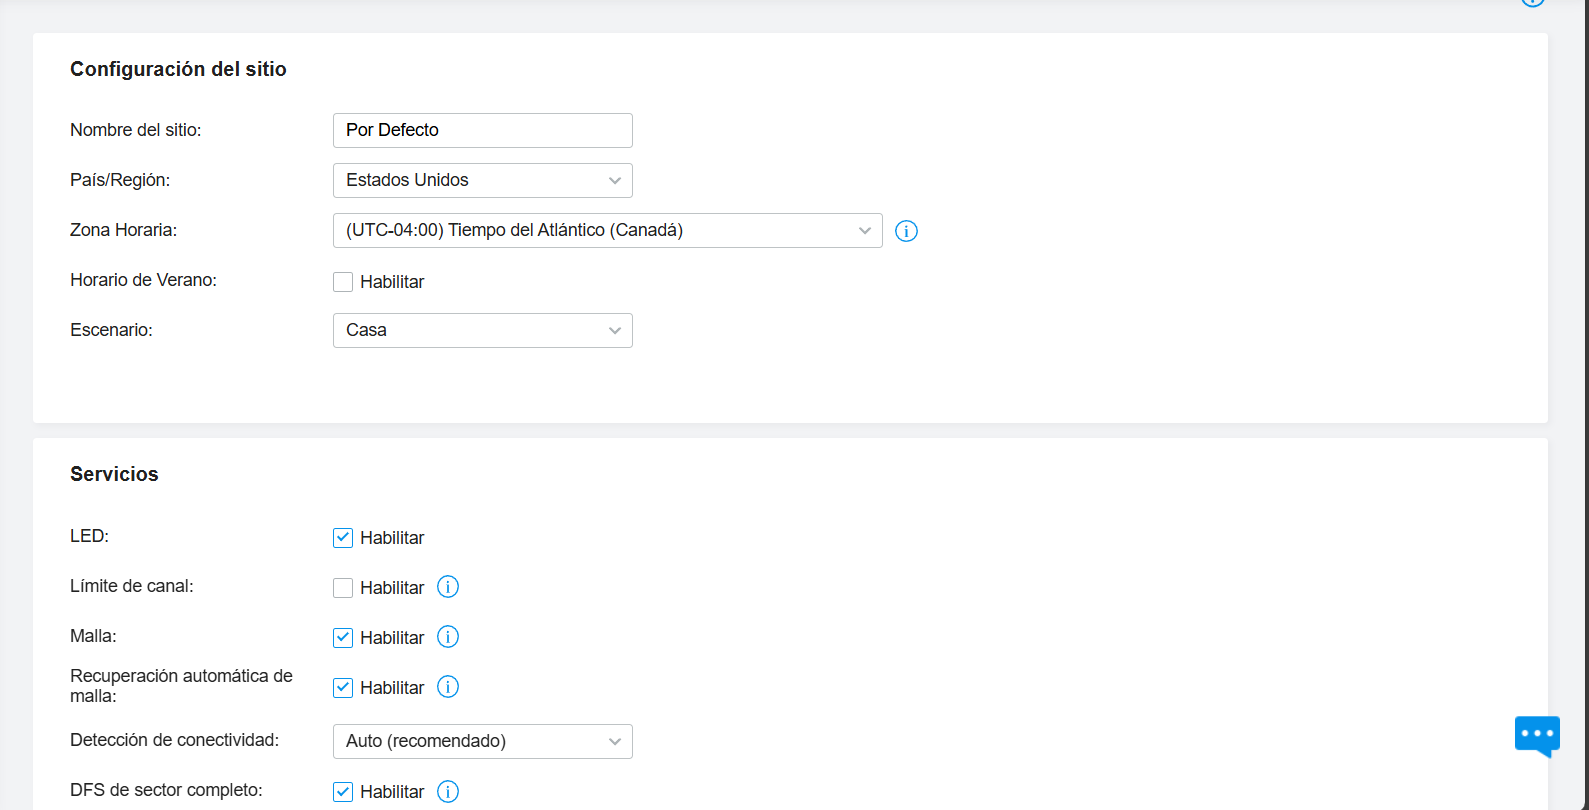 Configuración del sitio
Nombre del sitio:
Por Defecto
País/Región:
Estados Unidos
Zona Horaria:
(UTC-04:00) Tiempo del Atlántico (Canadá)
Horario de Verano:
Habilitar
Escenario:
Casa
Servicios
LED:
Habilitar
Límite de canal:
Habilitar
Malla:
Habilitar
Recuperación automática de
malla:
Habilitar
Detección de conectividad:
Auto (recomendado)
DFS de sector completo:
Habilitar